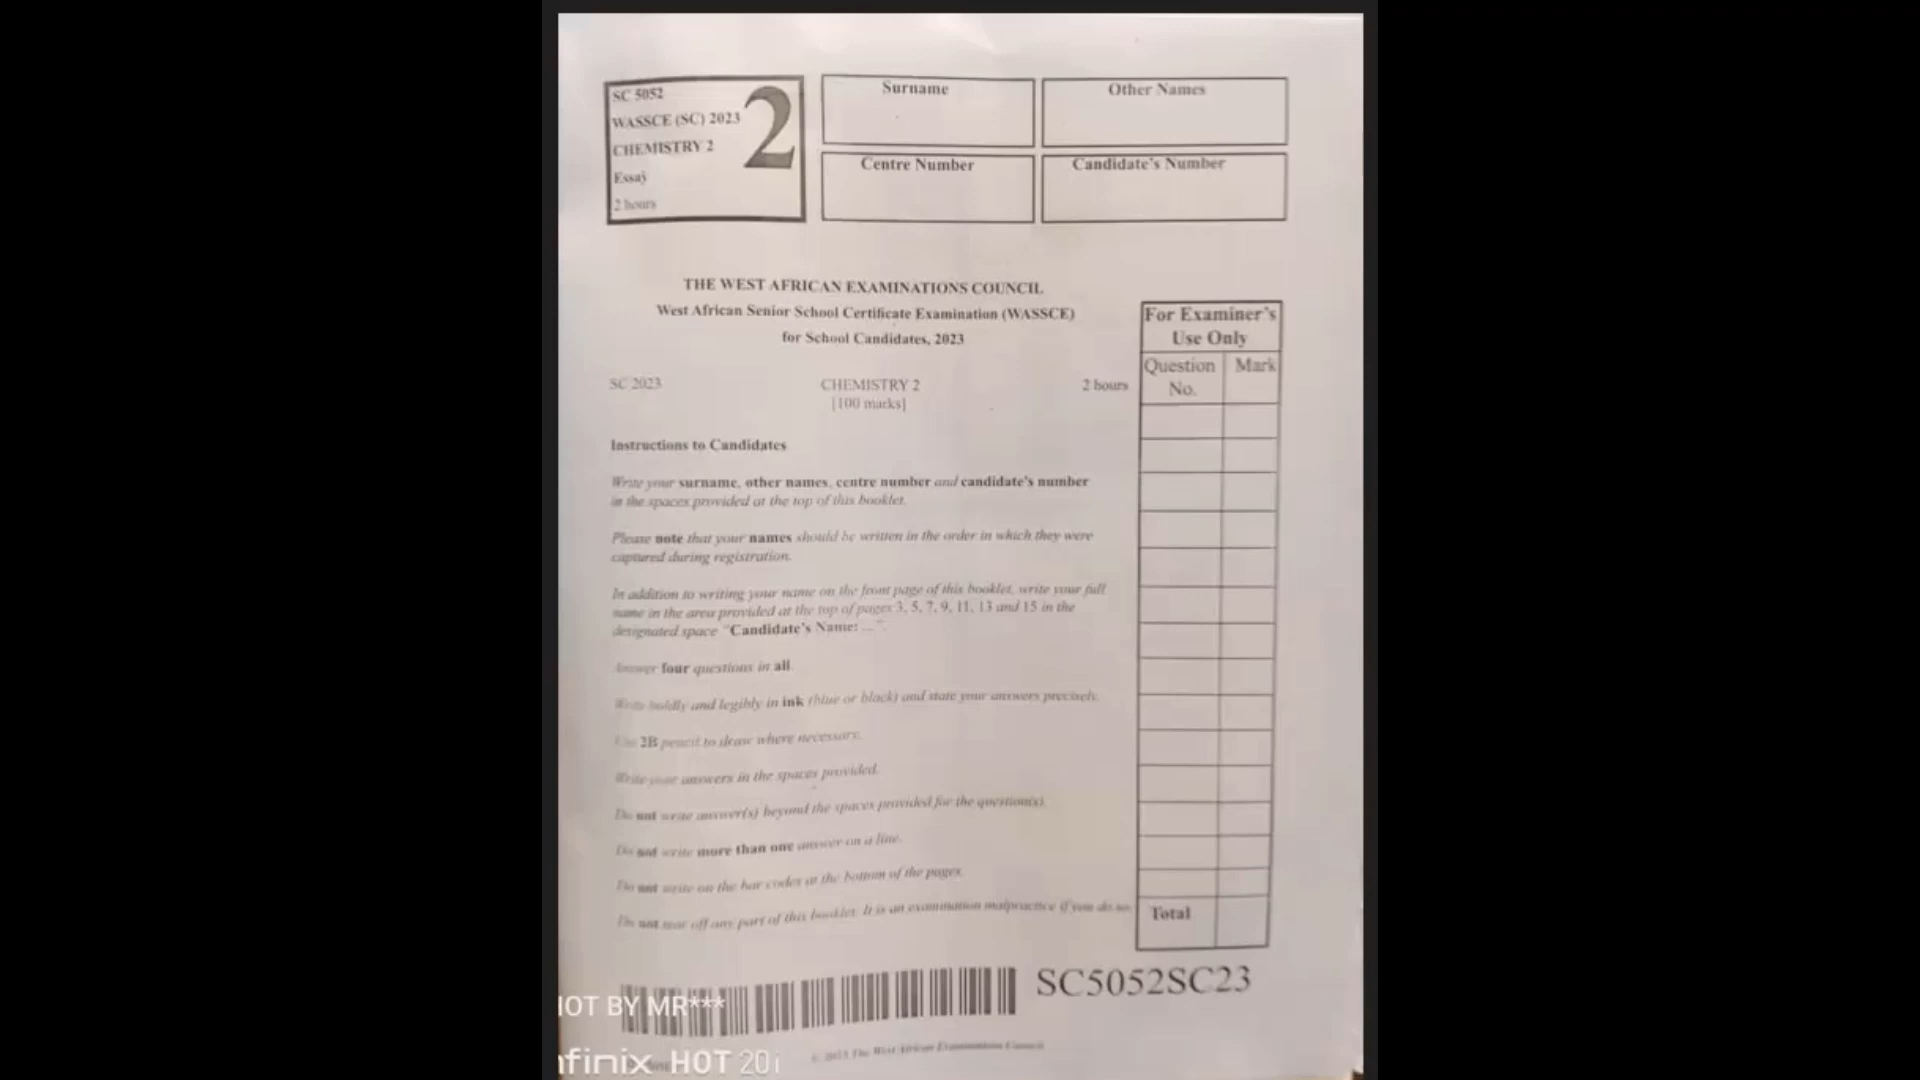 SC 5052
WASSCE (SC) 2023
CHEMISTRY 2
Essay
2 hours
2
Surname
Other Names
Centre Number
Candidate's Number
THE WEST AFRICAN EXAMINATIONS COUNCIL
West African Senior School Certificate Examination (WASSCE)
for School Candidates, 2023
SC 2023 CHEMISTRY 2 2 hours
[100 marks]
For Examiner's
Use Only
Question Mark
No.
Total
Instructions to Candidates
Write your surname, other names, centre number and candidate's number
in the spaces provided at the top of this booklet.
Please note that your names should be written in the order in which they were
captured during registration.
In addition to writing your name on the front page of this booklet, write your full
name in the area provided at the top of pages 3, 5, 7, 9, 11, 13 and 15 in the
designated space "Candidate's Name: ...".
Answer four questions in all.
Write boldly and legibly in ink (blue or black) and state your answers precisely.
Use 2B pencil to draw where necessary.
Write your answers in the spaces provided.
Do not write answer(s) beyond the spaces provided for the question(s).
Do not write more than one answer on a line.
Do not write on the bar codes at the bottom of the pages.
Do not tear off any part of this booklet. It is an examination malpractice if you do so.
SC5052SC23
© 2023 The West African Examinations Council
HOT BY MR***
nfinix HOT 20i